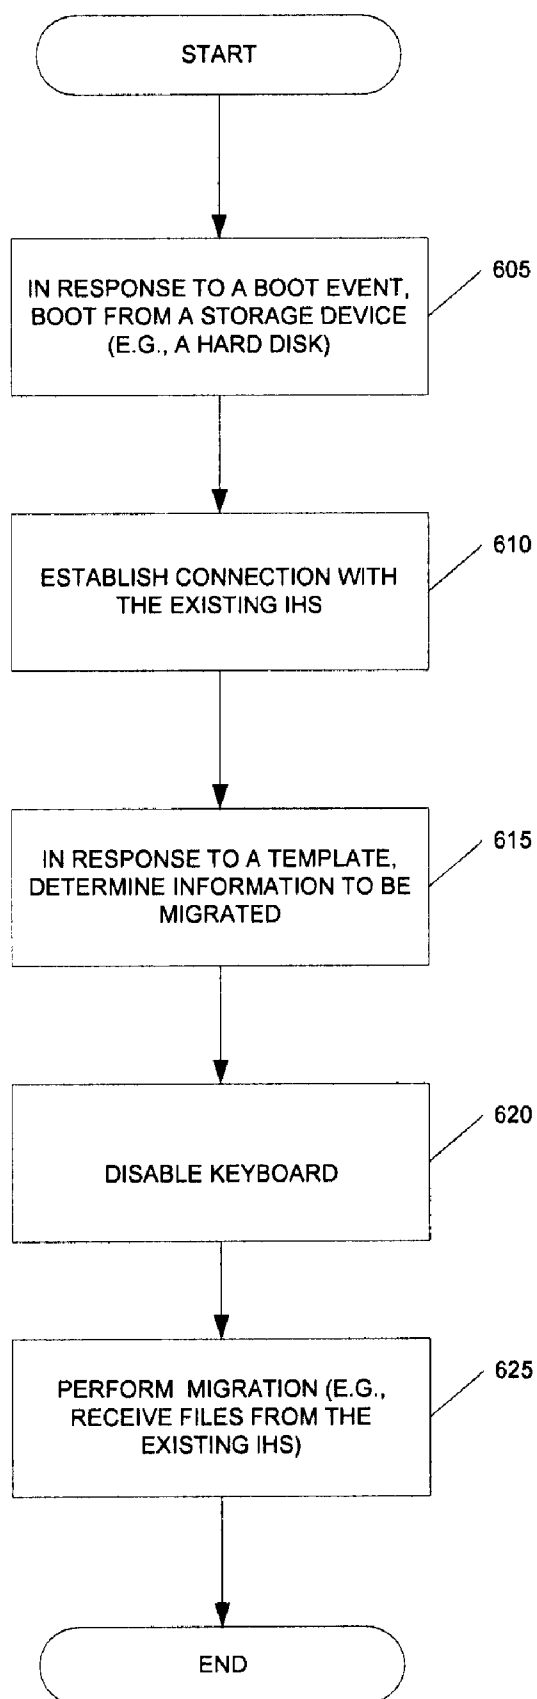 START
IN RESPONSE TO A BOOT EVENT,
BOOT FROM A STORAGE DEVICE
(E.G., A HARD DISK)
605
ESTABLISH CONNECTION WITH
THE EXISTING IHS
610
IN RESPONSE TO A TEMPLATE,
DETERMINE INFORMATION TO BE
MIGRATED
615
DISABLE KEYBOARD
620
PERFORM MIGRATION (E.G.,
RECEIVE FILES FROM THE
EXISTING IHS)
625
END